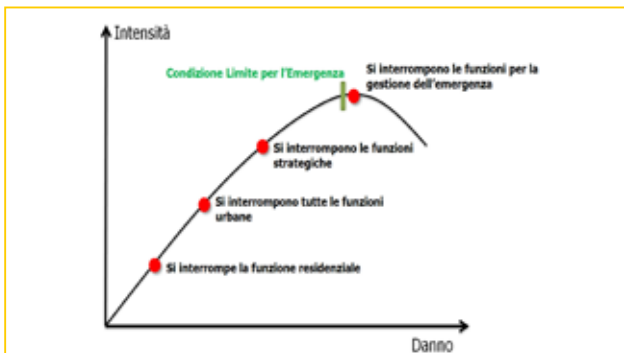 Intensità
Si interrompono le funzioni per la
gestione dell'emergenza
Condizione Limite per l'Emergenza
Si interrompono le funzioni
strategiche
Si interrompono tutte le funzioni
urbane
Si interrompe la funzione residenziale
Danno